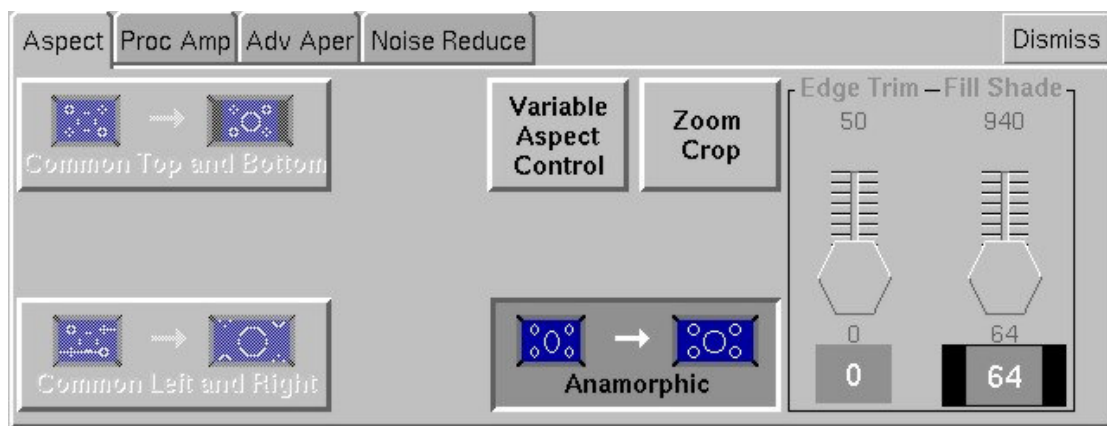 Aspect
Proc Amp
Adv Aper
Noise Reduce
Dismiss
Common Top and Bottom
Variable
Aspect
Control
Zoom
Crop
Edge Trim
Fill Shade
50
940
0
64
0
64
Common Left and Right
Anamorphic